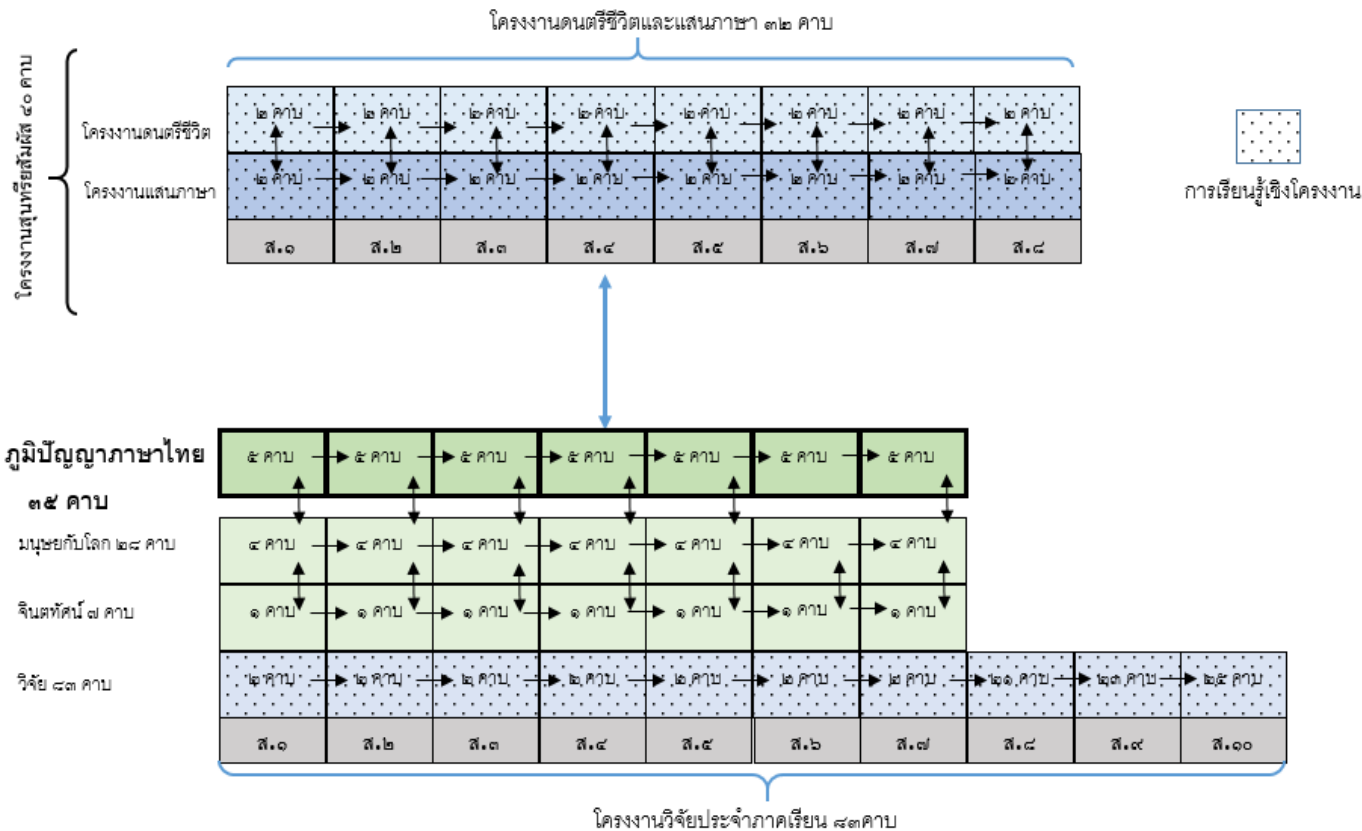 โครงงานดนตรีชีวิตและแสนภาษา ๓๒ คาบ
โครงงานสุนทรียสัมผัส ๔๐ คาบ
โครงงานดนตรีชีวิต
๒ คาบ ๒ คาบ ๒ คาบ ๒ คาบ ๒ คาบ ๒ คาบ ๒ คาบ ๒ คาบ
โครงงานแสนภาษา
๒ คาบ ๒ คาบ ๒ คาบ ๒ คาบ ๒ คาบ ๒ คาบ ๒ คาบ ๒ คาบ
ส.๑ ส.๒ ส.๓ ส.๔ ส.๕ ส.๖ ส.๗ ส.๘
การเรียนรู้เชิงโครงงาน
ภูมิปัญญาภาษาไทย
๓๕ คาบ
๕ คาบ ๕ คาบ ๕ คาบ ๕ คาบ ๕ คาบ ๕ คาบ ๕ คาบ
มนุษยกับโลก ๒๘ คาบ
๔ คาบ ๔ คาบ ๔ คาบ ๔ คาบ ๔ คาบ ๔ คาบ ๔ คาบ
จินตทัศน์ ๗ คาบ
๑ คาบ ๑ คาบ ๑ คาบ ๑ คาบ ๑ คาบ ๑ คาบ ๑ คาบ
วิจัย ๘๓ คาบ
๒ คาบ ๒ คาบ ๒ คาบ ๒ คาบ ๒ คาบ ๒ คาบ ๒ คาบ ๒๑ คาบ ๒๓ คาบ ๒๕ คาบ
ส.๑ ส.๒ ส.๓ ส.๔ ส.๕ ส.๖ ส.๗ ส.๘ ส.๙ ส.๑๐
โครงงานวิจัยประจำภาคเรียน ๘๓คาบ